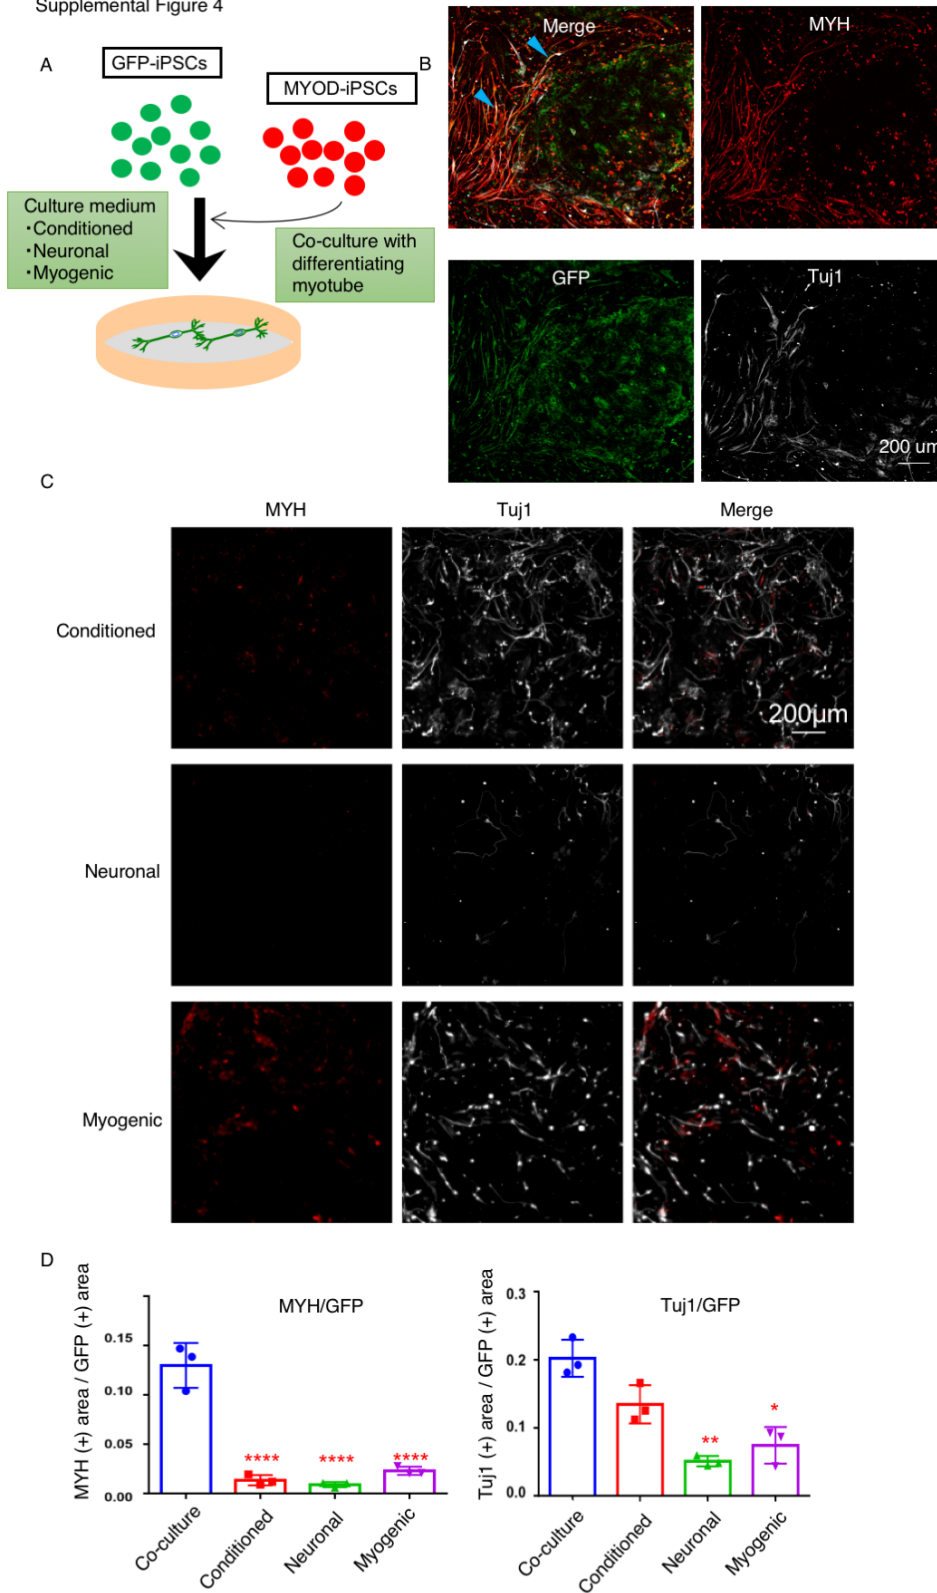 Supplemental Figure 4
A
GFP-iPSCs
MYOD-iPSCs
Culture medium
・Conditioned
・Neuronal
・Myogenic
Co-culture with
differentiating
myotube
B
Merge
MYH
GFP
Tuj1
200 um
C
MYH
Tuj1
Merge
Conditioned
200μm
Neuronal
Myogenic
D
MYH (+) area / GFP (+) area
MYH/GFP
0.15
0.10
0.05
0.00
****
****
****
Co-culture
Conditioned
Neuronal
Myogenic
Tuj1 (+) area / GFP (+) area
Tuj1/GFP
0.3
0.2
0.1
0.0
**
*
Co-culture
Conditioned
Neuronal
Myogenic